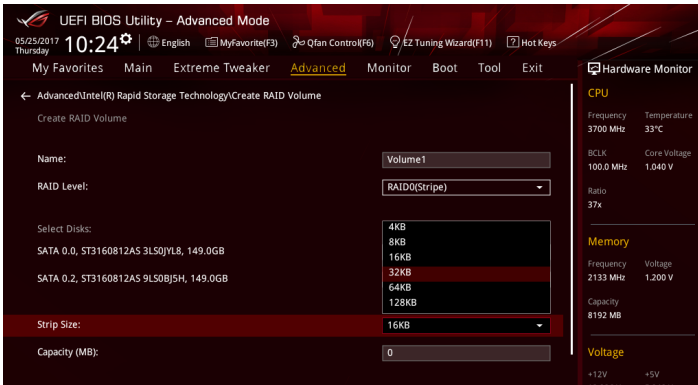 UEFI BIOS Utility – Advanced Mode
05/25/2017 Thursday 10:24 English MyFavorite(F3) Qfan Control(F6) EZ Tuning Wizard(F11) ? Hot Keys
My Favorites Main Extreme Tweaker Advanced Monitor Boot Tool Exit
← Advanced\Intel(R) Rapid Storage Technology\Create RAID Volume
Create RAID Volume
Name: Volume1
RAID Level: RAID0(Stripe)
Select Disks:
4KB
8KB
SATA 0.0, ST3160812AS 3LS0JYL8, 149.0GB
16KB
32KB
SATA 0.2, ST3160812AS 9LS0BJ5H, 149.0GB
64KB
128KB
Strip Size: 16KB
Capacity (MB): 0
Hardware Monitor
CPU
Frequency Temperature
3700 MHz 33°C
BCLK Core Voltage
100.0 MHz 1.040 V
Ratio
37x
Memory
Frequency Voltage
2133 MHz 1.200 V
Capacity
8192 MB
Voltage
+12V +5V